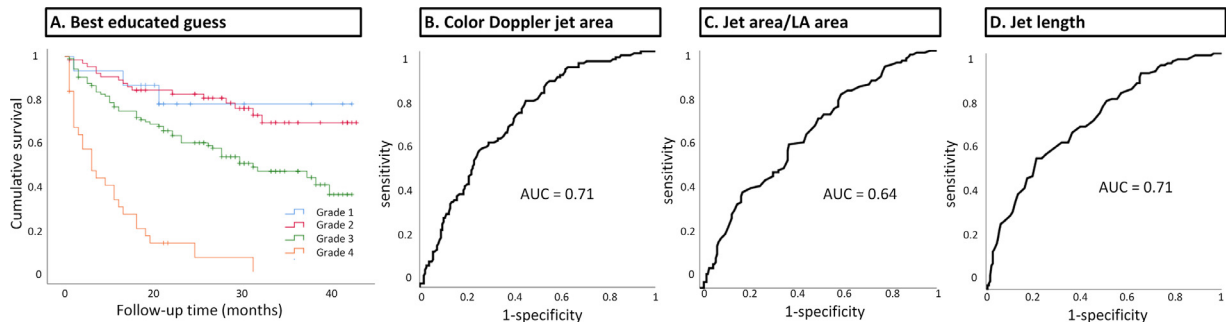 A. Best educated guess
Cumulative survival
1
0.8
0.6
0.4
0.2
0
0
20
30
40
Follow-up time (months)
Grade 1
Grade 2
Grade 3
Grade 4
B. Color Doppler jet area
sensitivity
1
0.8
0.6
0.4
0.2
0
AUC = 0.71
0
0.2
0.4
0.6
0.8
1
1-specificity
C. Jet area/LA area
sensitivity
1
0.8
0.6
0.4
0.2
0
AUC = 0.64
0
0.2
0.4
0.6
0.8
1
1-specificity
D. Jet length
sensitivity
1
0.8
0.6
0.4
0.2
0
AUC = 0.71
0
0.2
0.4
0.6
0.8
1
1-specificity